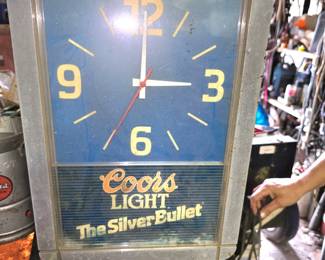 12
9
3
6
Coors
LIGHT
The Silver Bullet